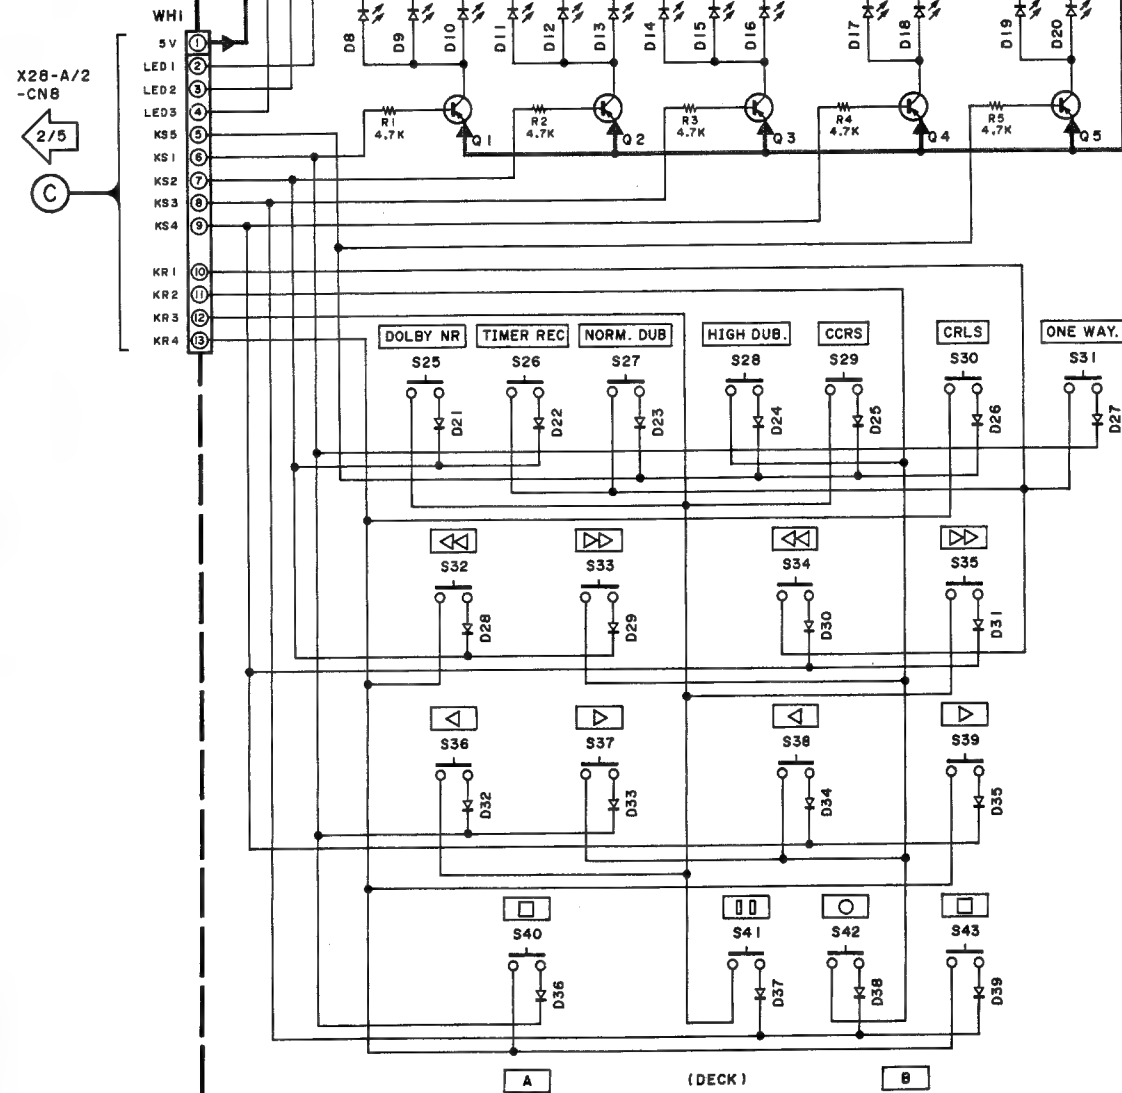 WH1
5V 1
LED1 2
LED2 3
LED3 4
KS5 5
KS1 6
KS2 7
KS3 8
KS4 9
KR1 10
KR2 11
KR3 12
KR4 13
X28-A/2
-CN8
2/5
C
D8 D9 D10 D11 D12 D13 D14 D15 D16 D17 D18 D19 D20
R1 R2 R3 R4 R5
4.7K 4.7K 4.7K 4.7K 4.7K
Q1 Q2 Q3 Q4 Q5
DOLBY NR TIMER REC NORM. DUB HIGH DUB. CCRS CRLS ONE WAY.
S25 S26 S27 S28 S29 S30 S31
D21 D22 D23 D24 D25 D26 D27
S32 S33 S34 S35
D28 D29 D30 D31
S36 S37 S38 S39
D32 D33 D34 D35
S40 S41 S42 S43
D36 D37 D38 D39
A (DECK) B